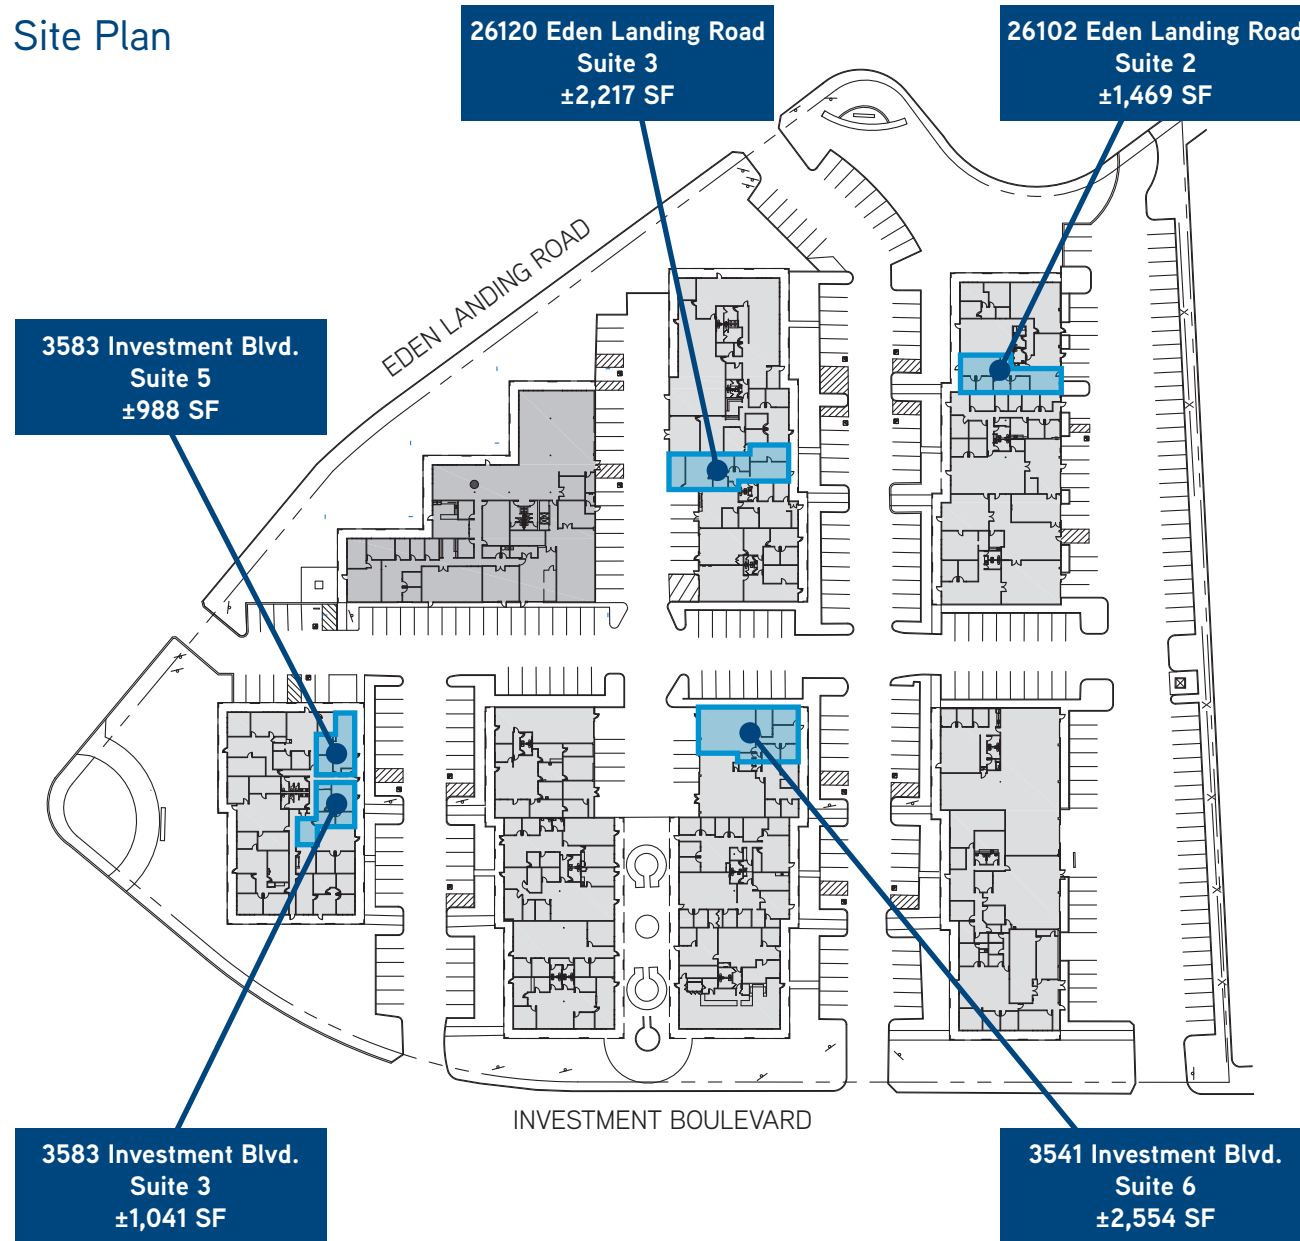 Site Plan
26120 Eden Landing Road
Suite 3
±2,217 SF
26102 Eden Landing Road
Suite 2
±1,469 SF
EDEN LANDING ROAD
3583 Investment Blvd.
Suite 5
±988 SF
INVESTMENT BOULEVARD
3583 Investment Blvd.
Suite 3
±1,041 SF
3541 Investment Blvd.
Suite 6
±2,554 SF